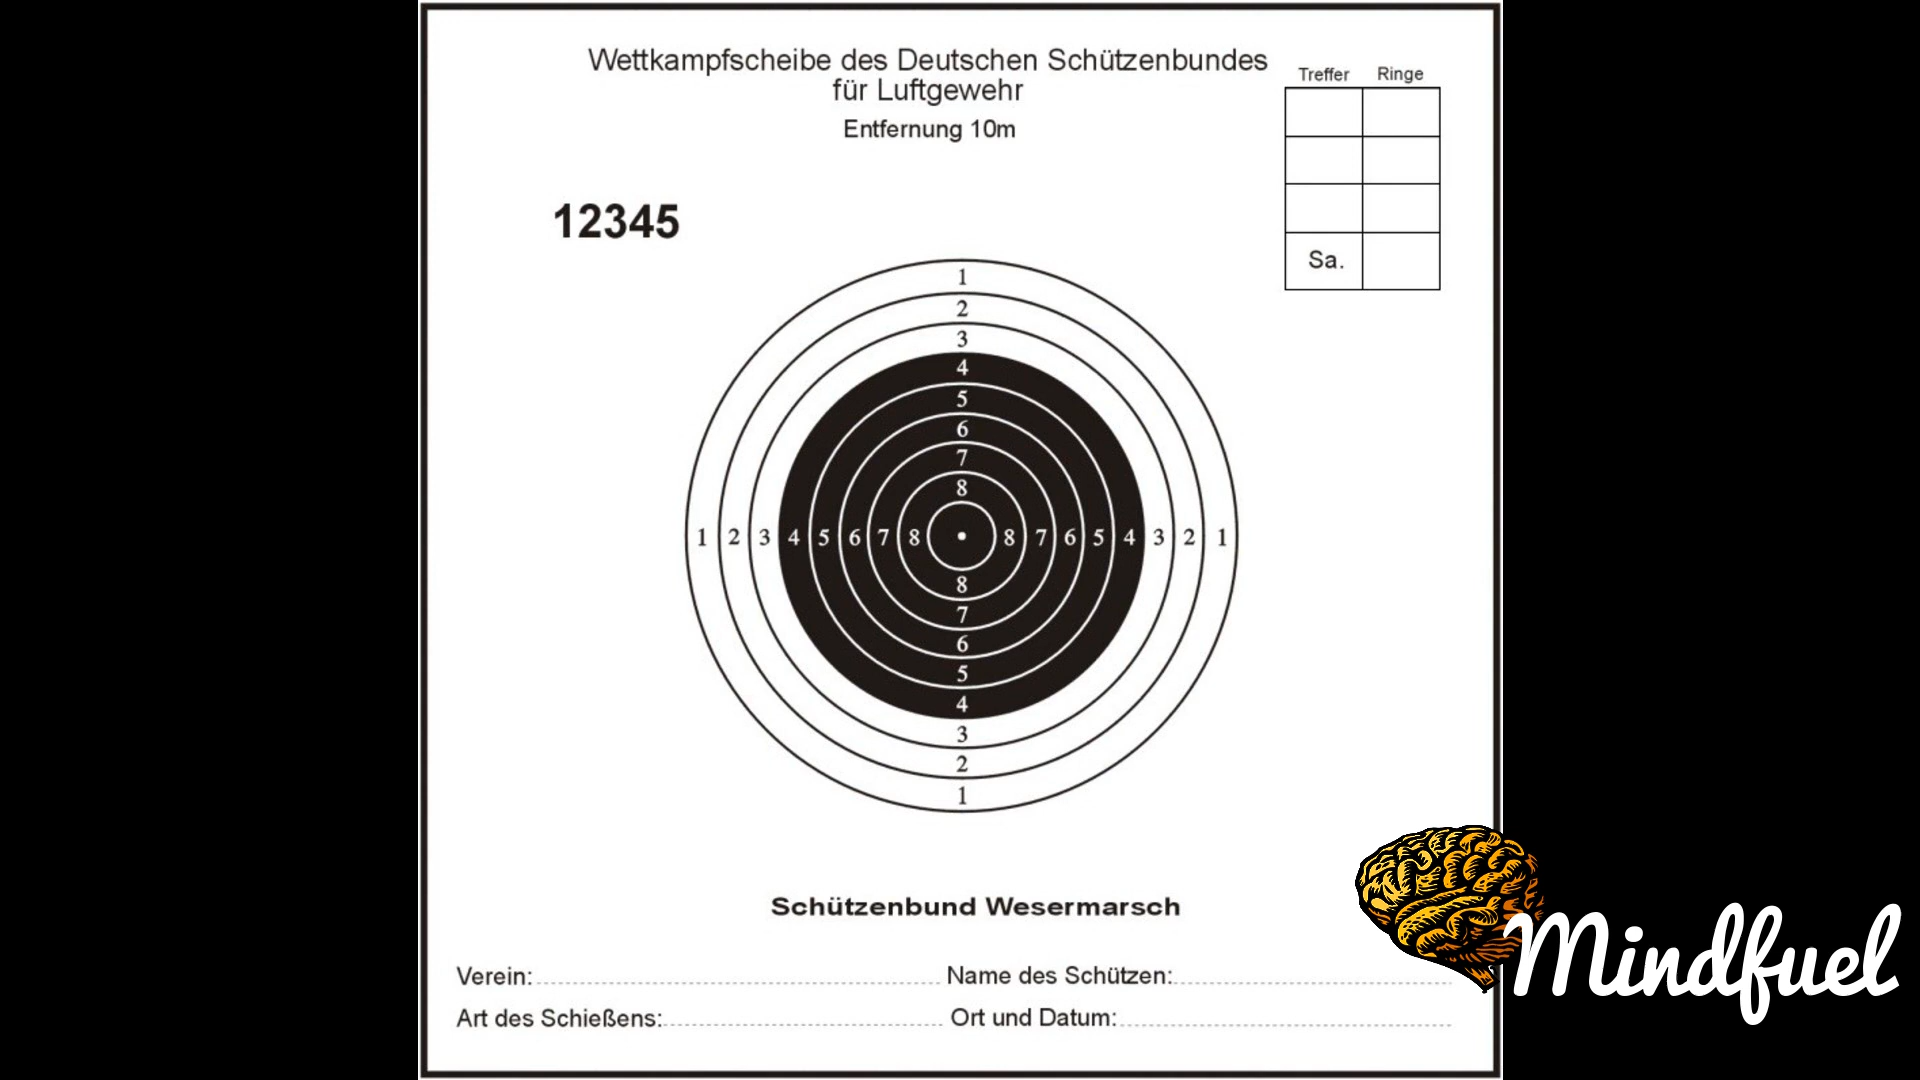 Wettkampfscheibe des Deutschen Schützenbundes
für Luftgewehr
Entfernung 10m
Treffer Ringe
Sa.
12345
1
2
3
4
5
6
7
8
1 2 3 4 5 6 7 8 8 7 6 5 4 3 2 1
8
7
6
5
4
3
2
1
Schützenbund Wesermarsch
Verein: Name des Schützen:
Art des Schießens: Ort und Datum:
Mindfuel